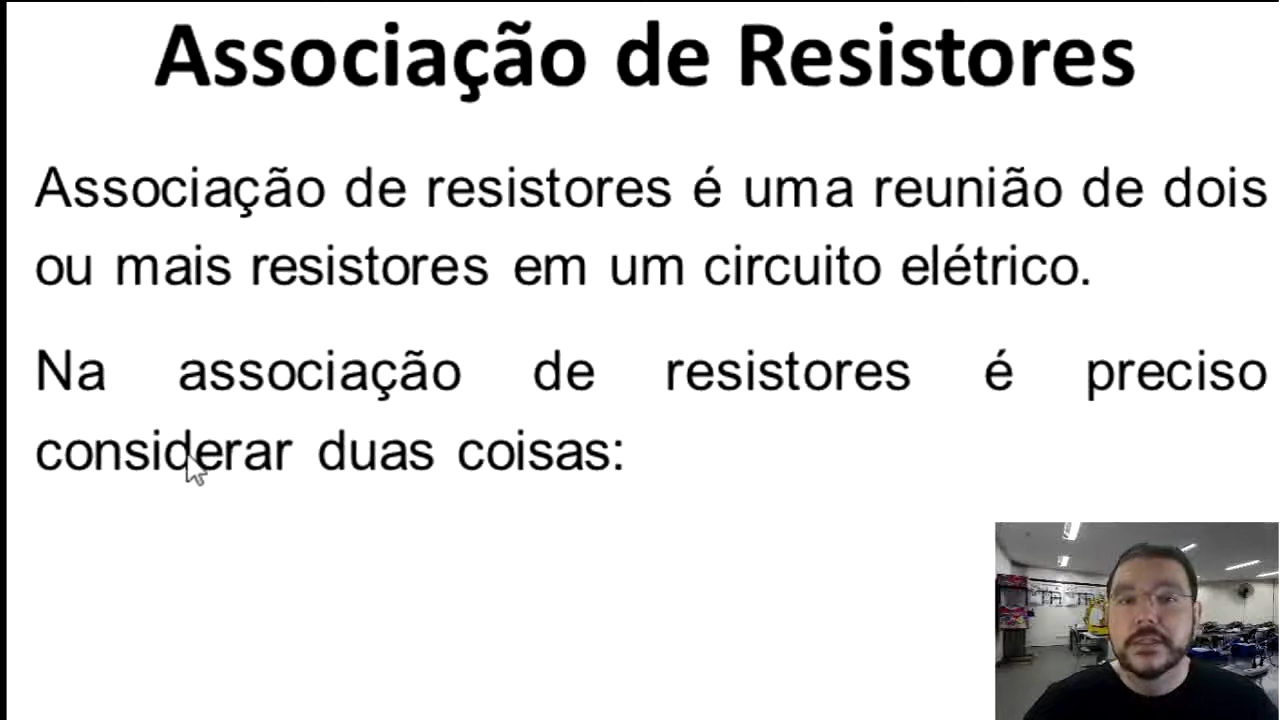 Associação de Resistores
Associação de resistores é uma reunião de dois
ou mais resistores em um circuito elétrico.
Na associação de resistores é preciso
considerar duas coisas: